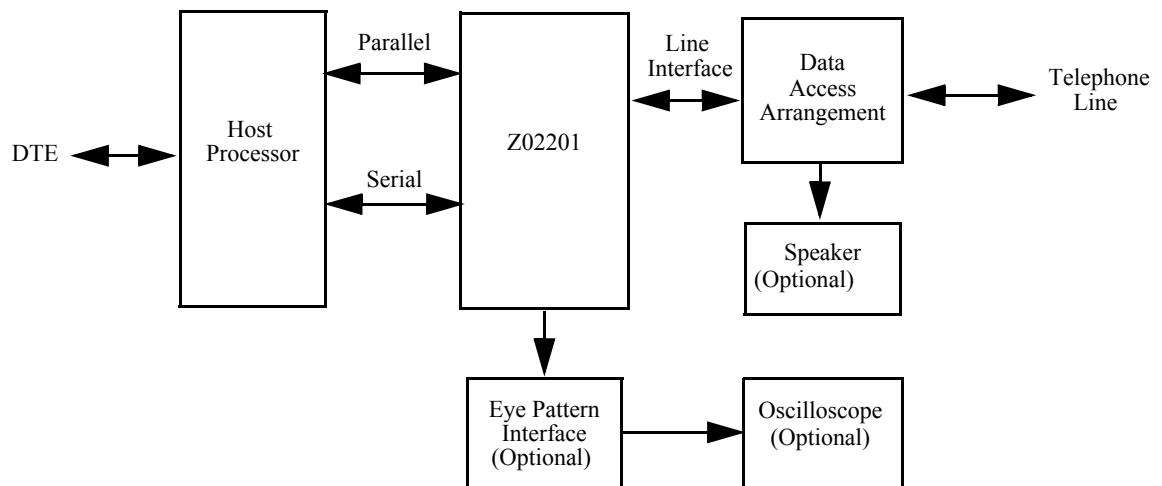 DTE
Host
Processor
Parallel
Serial
Z02201
Line
Interface
Data
Access
Arrangement
Telephone
Line
Speaker
(Optional)
Eye Pattern
Interface
(Optional)
Oscilloscope
(Optional)